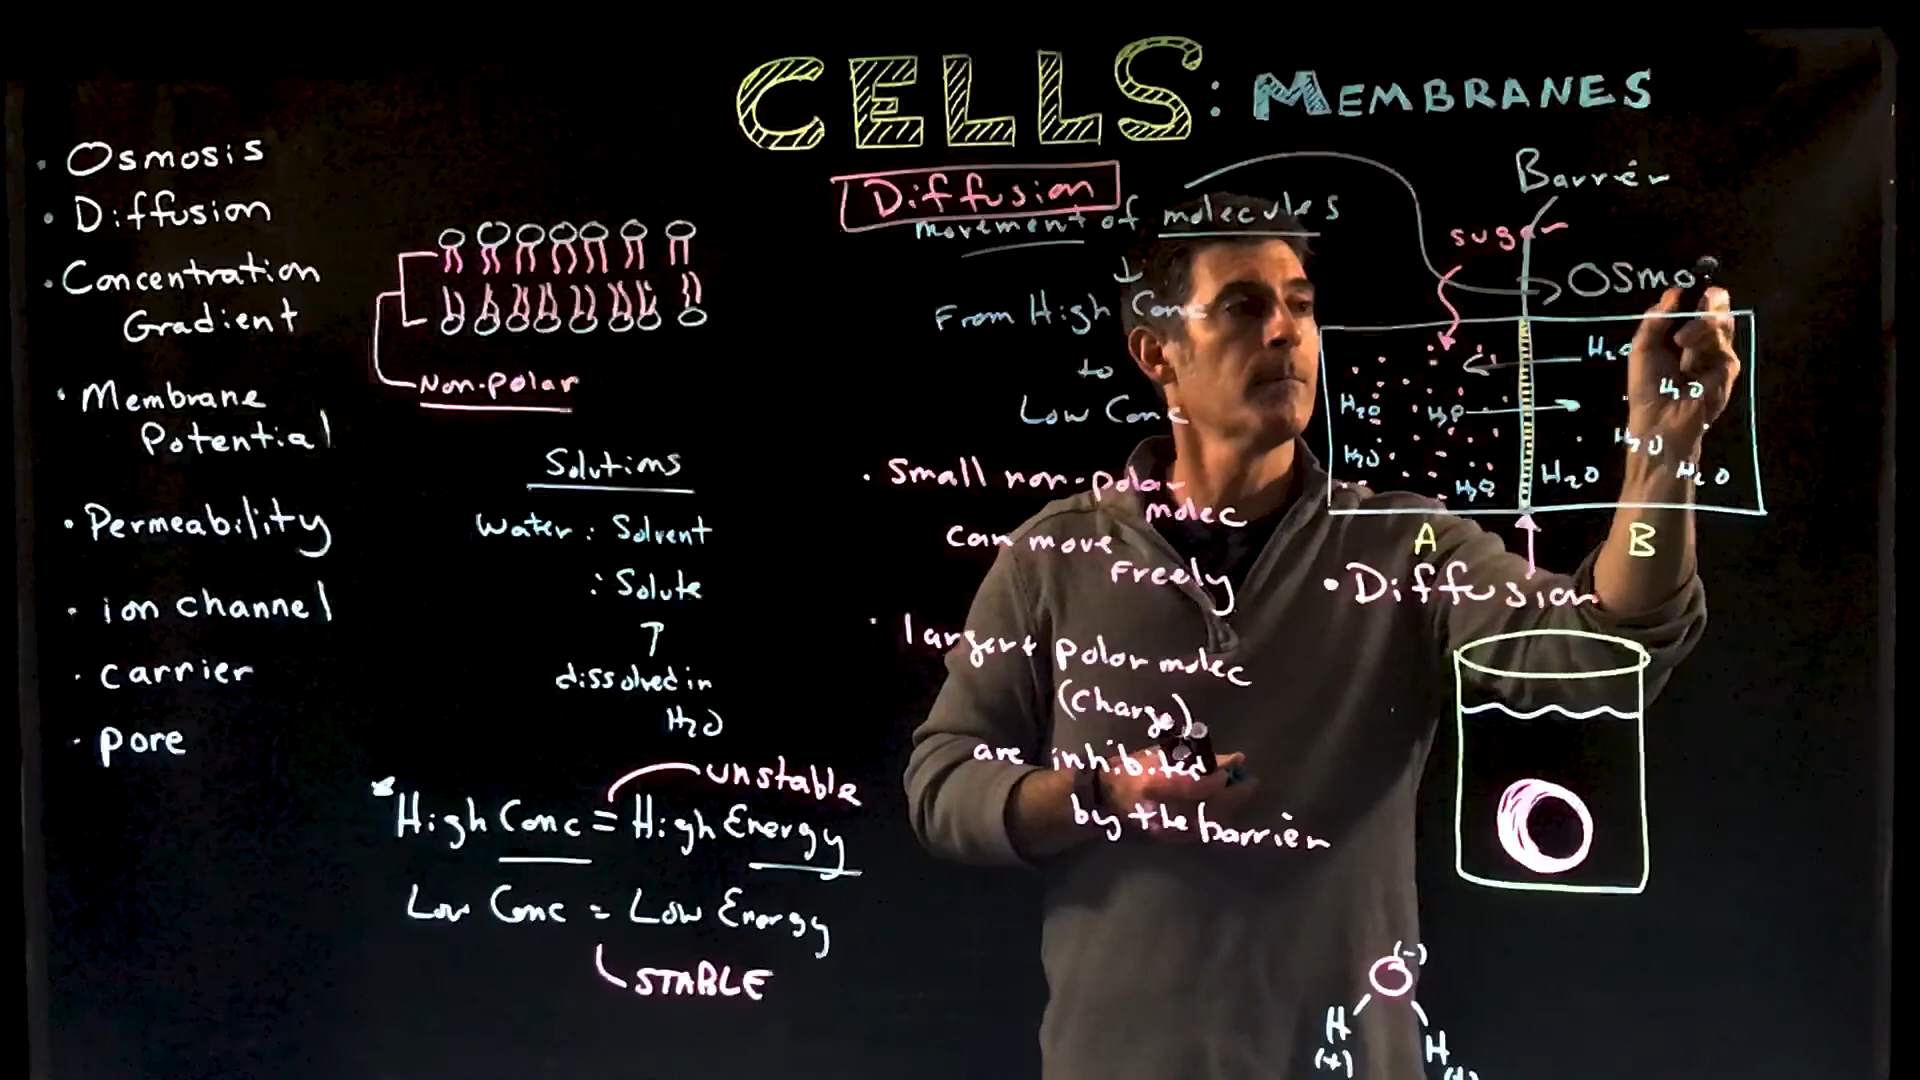 CELLS: MEMBRANES
• Osmosis
• Diffusion
• Concentration
Gradient
• Membrane
Potential
• Permeability
• ion channel
• carrier
• pore
Non-polar
Solutions
Water : Solvent
: Solute
↑
dissolved in
H₂O
unstable
* High Conc = High Energy
Low Conc = Low Energy
STABLE
Diffusion
movement of molecules
↓
From High Conc
to
Low Conc
• Small non-polar
molec
can move
Freely
• larger + polar molec
(Charge)
are inhibited
by the barrier
Barrier
sugar
Osmo
H₂O
H₂O
H₂O
H₂O
H₂O
H₂O
H₂O
H₂O
H₂O
A
B
• Diffusion
(-)
O
H
H
(+)